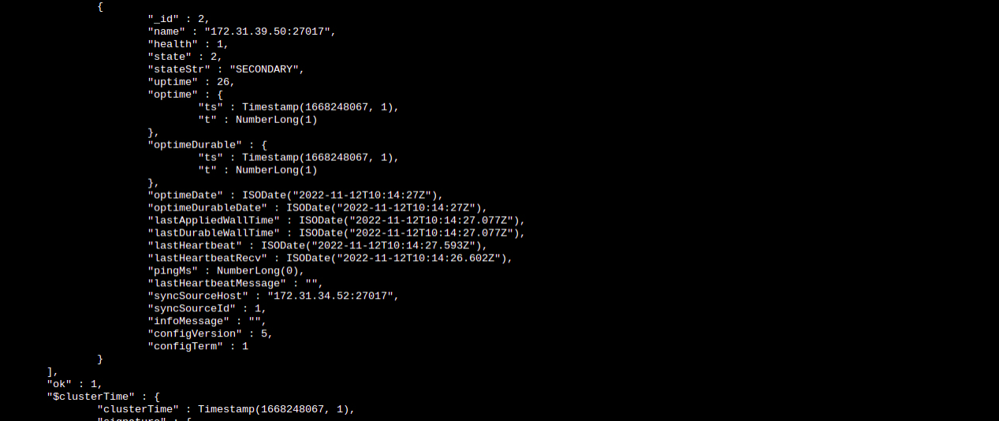 {
"_id" : 2,
"name" : "172.31.39.50:27017",
"health" : 1,
"state" : 2,
"stateStr" : "SECONDARY",
"uptime" : 26,
"optime" : {
"ts" : Timestamp(1668248067, 1),
"t" : NumberLong(1)
},
"optimeDurable" : {
"ts" : Timestamp(1668248067, 1),
"t" : NumberLong(1)
},
"optimeDate" : ISODate("2022-11-12T10:14:27Z"),
"optimeDurableDate" : ISODate("2022-11-12T10:14:27Z"),
"lastAppliedWallTime" : ISODate("2022-11-12T10:14:27.077Z"),
"lastDurableWallTime" : ISODate("2022-11-12T10:14:27.077Z"),
"lastHeartbeat" : ISODate("2022-11-12T10:14:27.593Z"),
"lastHeartbeatRecv" : ISODate("2022-11-12T10:14:26.602Z"),
"pingMs" : NumberLong(0),
"lastHeartbeatMessage" : "",
"syncSourceHost" : "172.31.34.52:27017",
"syncSourceId" : 1,
"infoMessage" : "",
"configVersion" : 5,
"configTerm" : 1
}
],
"ok" : 1,
"$clusterTime" : {
"clusterTime" : Timestamp(1668248067, 1),
"signature" : {